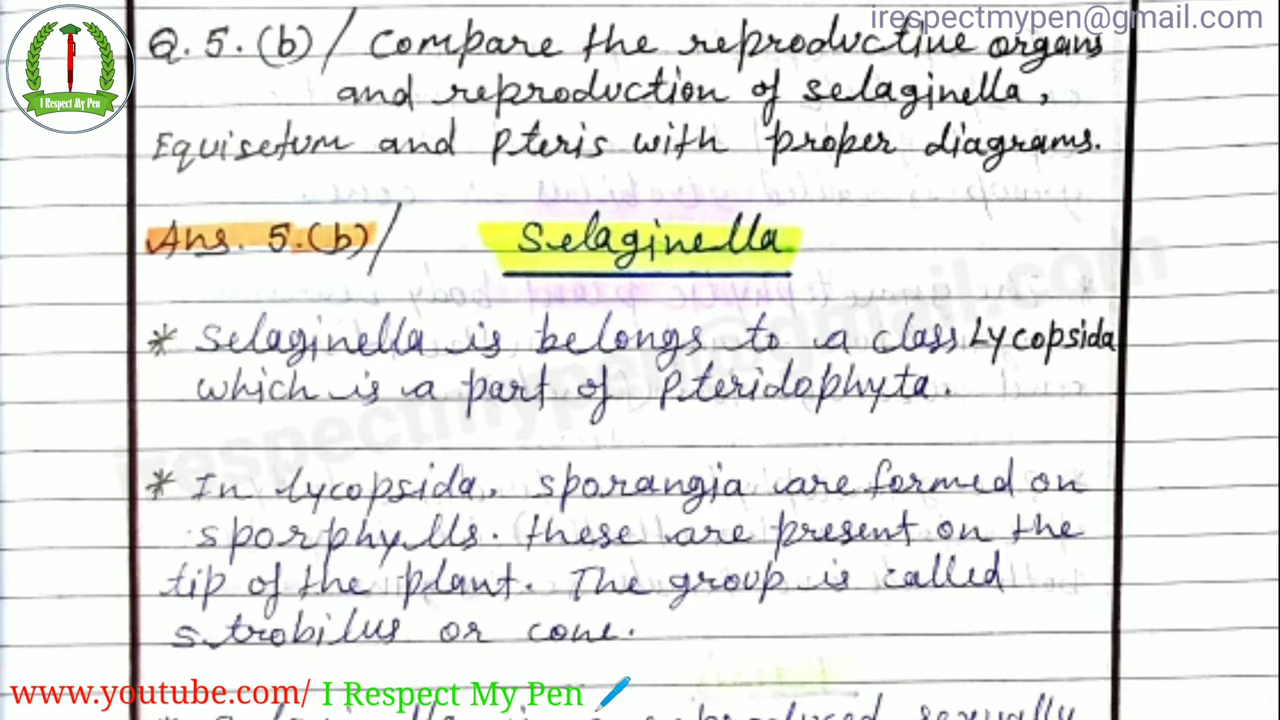 irespectmypen@gmail.com
Q. 5. (b) / Compare the reproductive organs
and reproduction of selaginella,
Equisetum and Pteris with proper diagrams.
I Respect My Pen
Ans. 5.(b)/ Selaginella
* Selaginella is belongs to a class Lycopsida
which is a part of Pteridophyta.
* In lycopsida, sporangia are formed on
sporphylls. these are present on the
tip of the plant. The group is called
strobilus or cone.
www.youtube.com/ I Respect My Pen
sexually